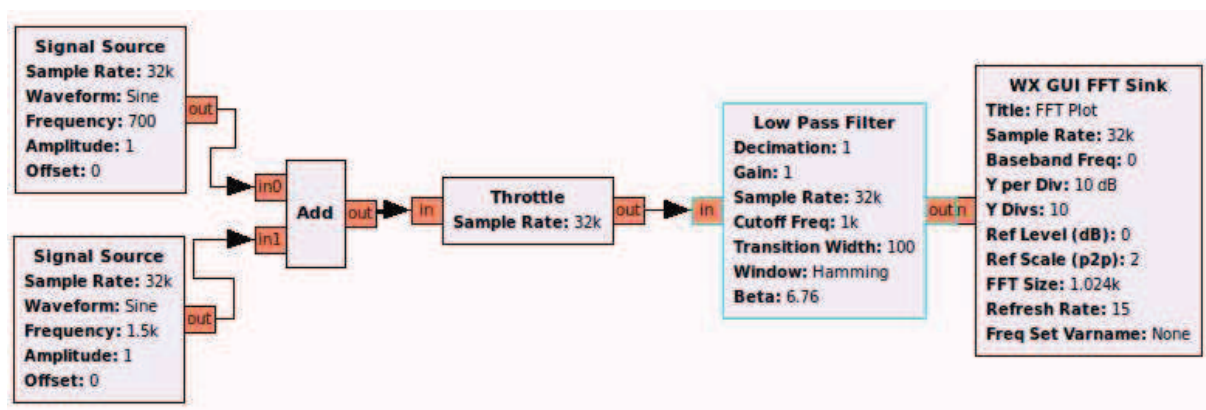 Signal Source
Sample Rate: 32k
Waveform: Sine
Frequency: 700
Amplitude: 1
Offset: 0
out
Signal Source
Sample Rate: 32k
Waveform: Sine
Frequency: 1.5k
Amplitude: 1
Offset: 0
out
in0
in1
Add
out
in
Throttle
Sample Rate: 32k
out
in
Low Pass Filter
Decimation: 1
Gain: 1
Sample Rate: 32k
Cutoff Freq: 1k
Transition Width: 100
Window: Hamming
Beta: 6.76
out
n
WX GUI FFT Sink
Title: FFT Plot
Sample Rate: 32k
Baseband Freq: 0
Y per Div: 10 dB
Y Divs: 10
Ref Level (dB): 0
Ref Scale (p2p): 2
FFT Size: 1.024k
Refresh Rate: 15
Freq Set Varname: None